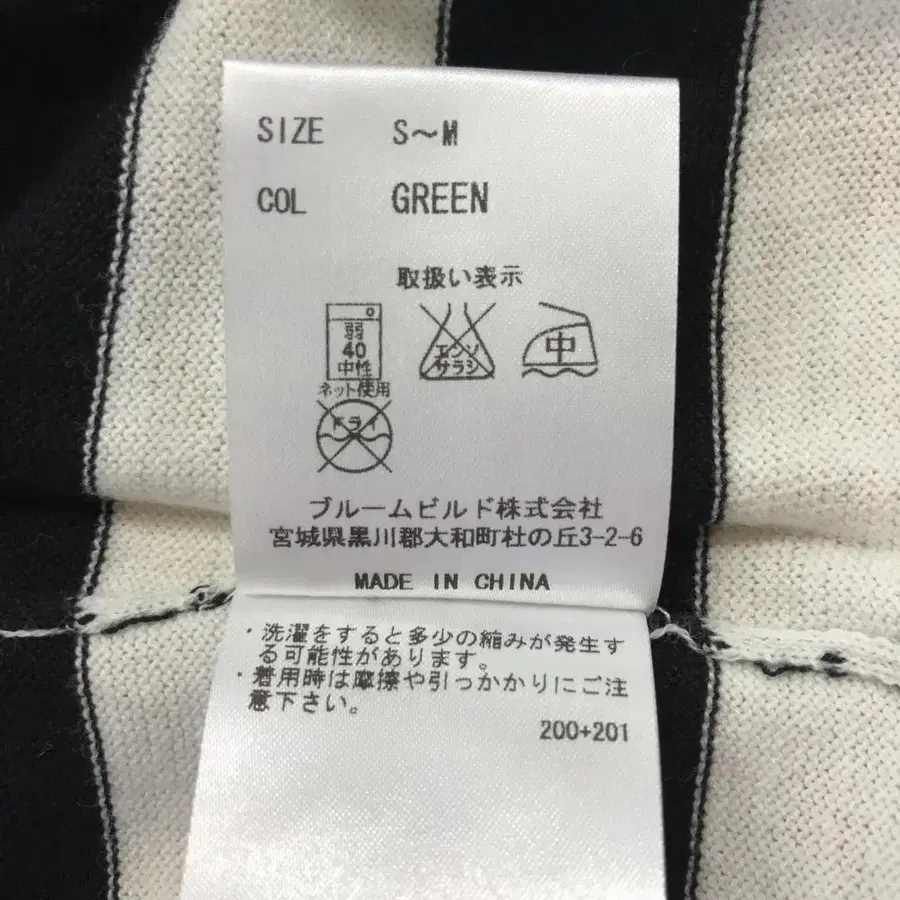 SIZE S～M
COL GREEN
取扱い表示
弱
40
中性
ネット使用
エンソ
サラシ
中
ドライ
ブルームビルド株式会社
宮城県黒川郡大和町杜の丘3-2-6
MADE IN CHINA
・洗濯をすると多少の縮みが発生す
る可能性があります。
・着用時は摩擦や引っかかりにご注
意下さい。
200+201